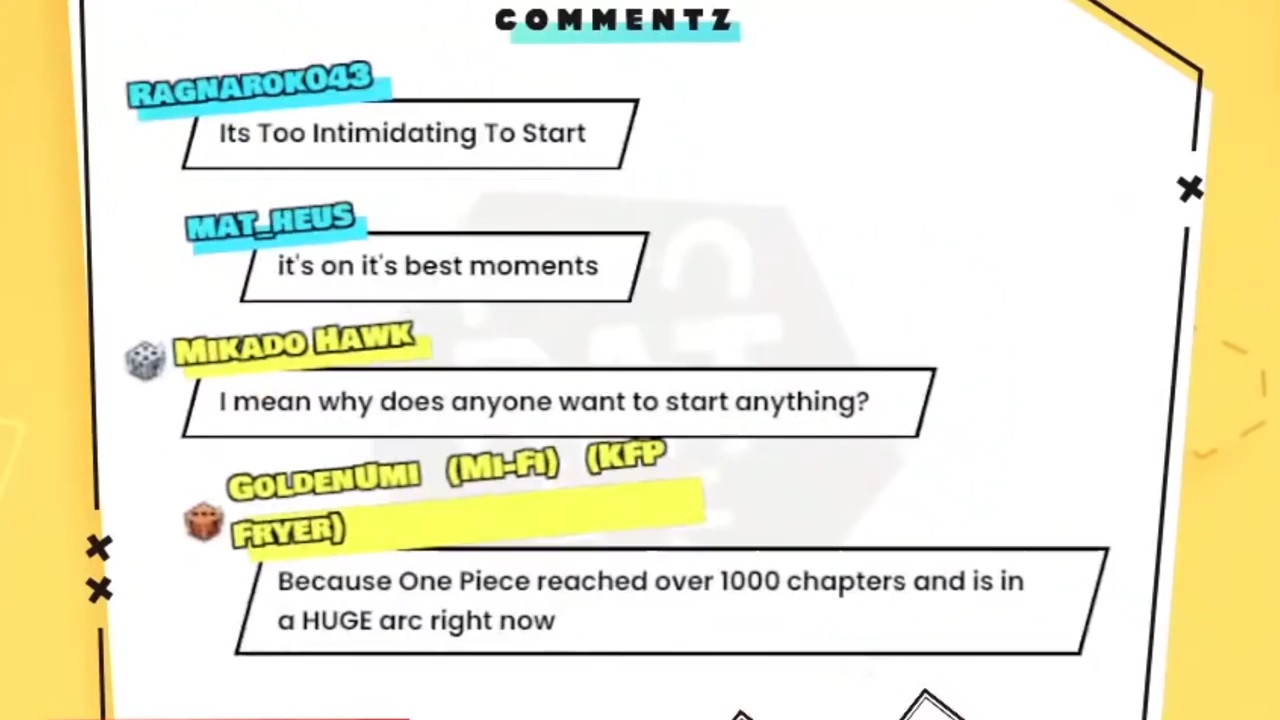 COMMENTZ
RAGNAROK043
Its Too Intimidating To Start
MAT_HEUS
it's on it's best moments
MIKADO HAWK
I mean why does anyone want to start anything?
GOLDENUMI (MI-FI) (KFP
FRYER)
Because One Piece reached over 1000 chapters and is in
a HUGE arc right now